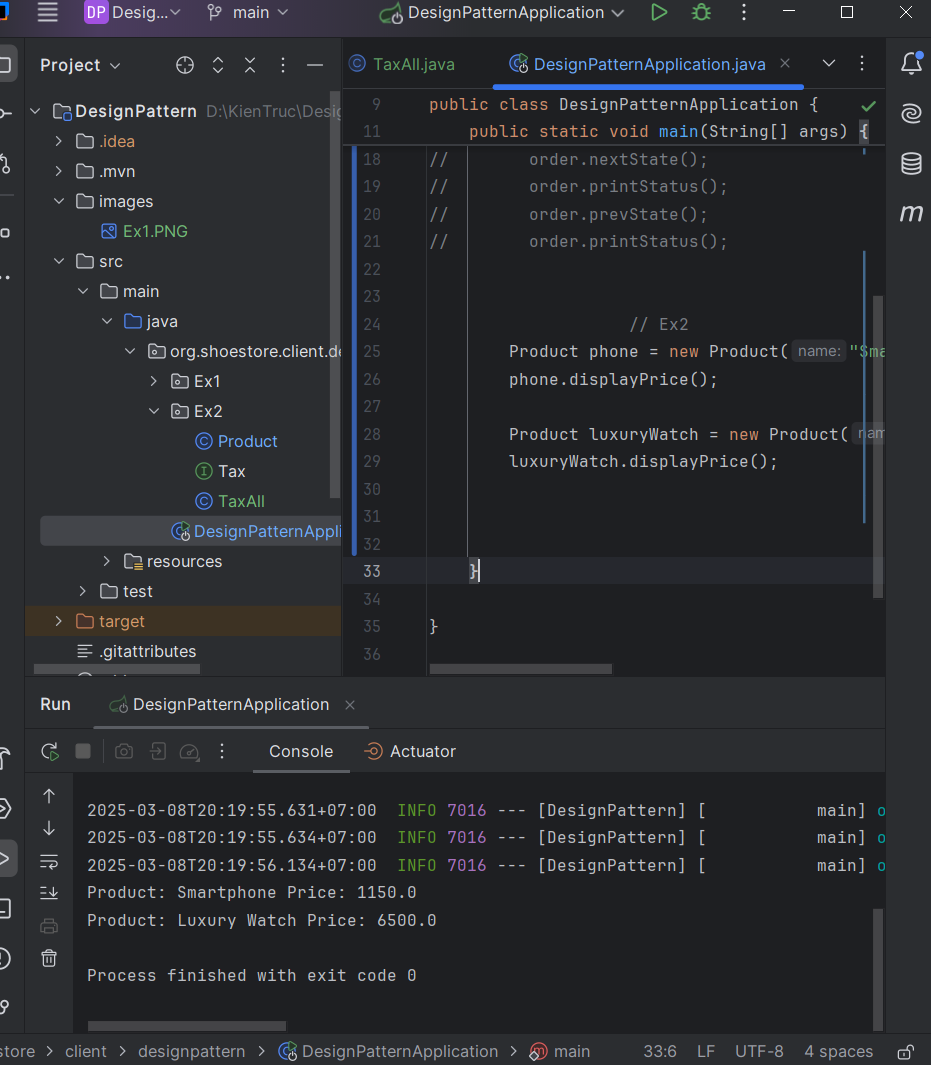 DP Desig... main DesignPatternApplication
Project
TaxAll.java DesignPatternApplication.java
DesignPattern D:\KienTruc\Desig
.idea
.mvn
images
Ex1.PNG
src
main
java
org.shoestore.client.de
Ex1
Ex2
Product
Tax
TaxAll
DesignPatternAppli
resources
test
target
.gitattributes
9 public class DesignPatternApplication {
11 public static void main(String[] args) {
18 // order.nextState();
19 // order.printStatus();
20 // order.prevState();
21 // order.printStatus();
22
23
24 // Ex2
25 Product phone = new Product( name: "Sma
26 phone.displayPrice();
27
28 Product luxuryWatch = new Product( nam
29 luxuryWatch.displayPrice();
30
31
32
33 }
34
35 }
36
Run DesignPatternApplication
Console Actuator
2025-03-08T20:19:55.631+07:00 INFO 7016 --- [DesignPattern] [ main] o
2025-03-08T20:19:55.634+07:00 INFO 7016 --- [DesignPattern] [ main] o
2025-03-08T20:19:56.134+07:00 INFO 7016 --- [DesignPattern] [ main] o
Product: Smartphone Price: 1150.0
Product: Luxury Watch Price: 6500.0
Process finished with exit code 0
store > client > designpattern > DesignPatternApplication > main 33:6 LF UTF-8 4 spaces